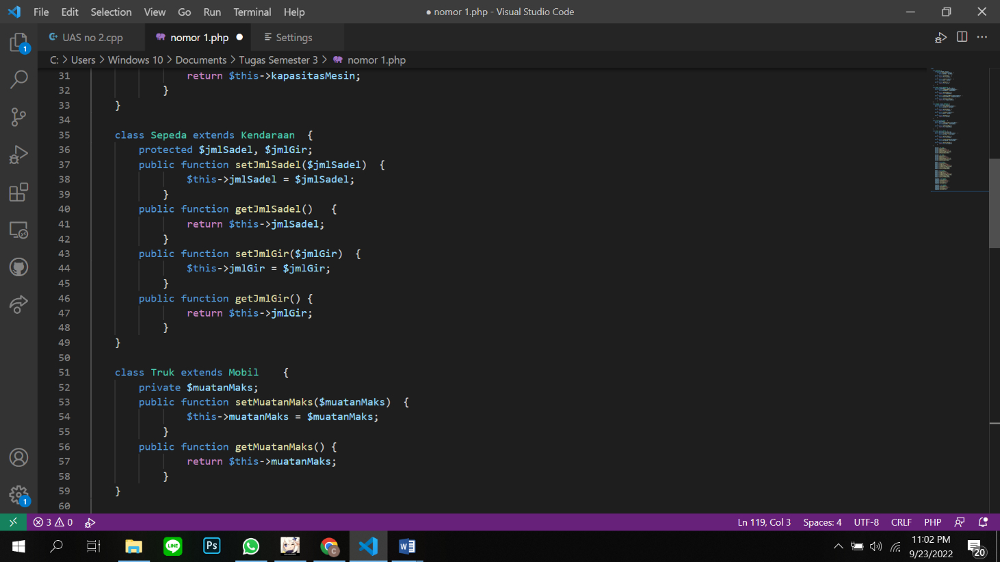 File Edit Selection View Go Run Terminal Help ● nomor 1.php - Visual Studio Code
UAS no 2.cpp nomor 1.php ● Settings
C: > Users > Windows 10 > Documents > Tugas Semester 3 > nomor 1.php
31 return $this->kapasitasMesin;
32 }
33 }
34
35 class Sepeda extends Kendaraan {
36 protected $jmlSadel, $jmlGir;
37 public function setJmlSadel($jmlSadel) {
38 $this->jmlSadel = $jmlSadel;
39 }
40 public function getJmlSadel() {
41 return $this->jmlSadel;
42 }
43 public function setJmlGir($jmlGir) {
44 $this->jmlGir = $jmlGir;
45 }
46 public function getJmlGir() {
47 return $this->jmlGir;
48 }
49 }
50
51 class Truk extends Mobil {
52 private $muatanMaks;
53 public function setMuatanMaks($muatanMaks) {
54 $this->muatanMaks = $muatanMaks;
55 }
56 public function getMuatanMaks() {
57 return $this->muatanMaks;
58 }
59 }
60
1
1
3 0 Ln 119, Col 3 Spaces: 4 UTF-8 CRLF PHP
LINE Ps C W 11:02 PM
9/23/2022 20